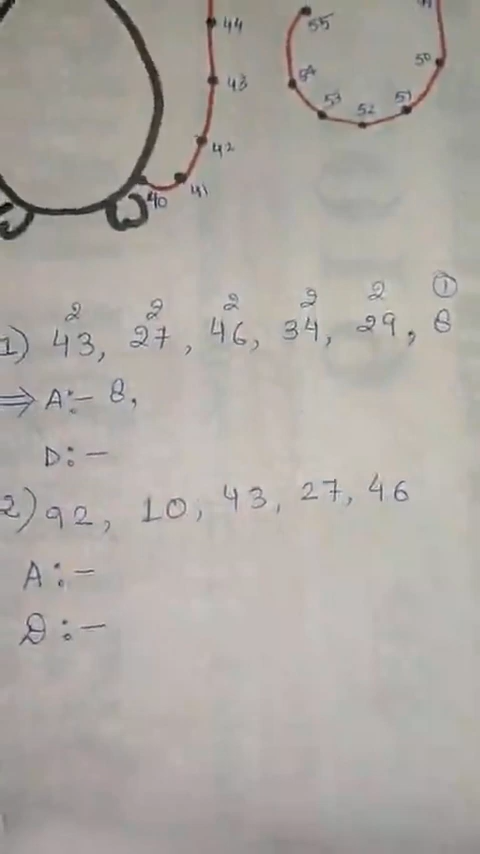 44
55
43
50
54
53
52
51
42
41
40
2 2 2 2 2 1
1) 43, 27, 46, 34, 29, 8
⇒ A:- 8,
D:-
2) 92, 10, 43, 27, 46
A:-
D:-